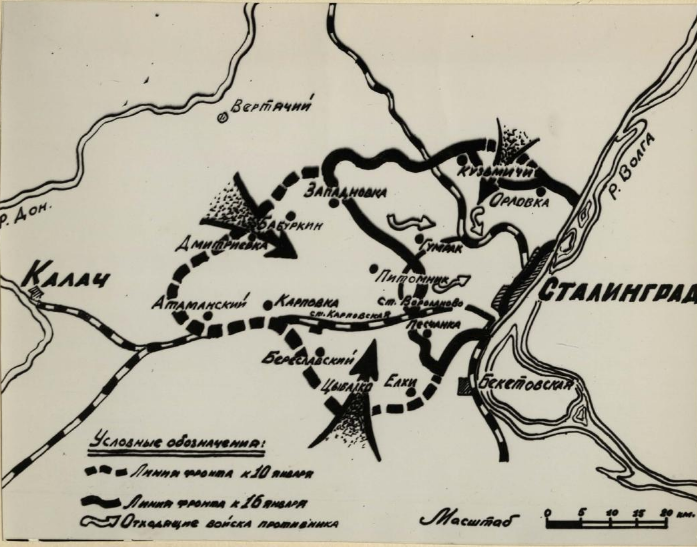 Вертячий
Кузьмичи
р. Волга
Западновка
Орловка
р. Дон.
Бабуркин
Дмитриевка
Гумрак
Калач
Питомник
Сталинград
Атаманский
Карповка
ст. Карповская
ст. Воропоново
Песчанка
Береславский
Цыбалко
Елхи
Бекетовская
Условные обозначения:
Линия фронта к 10 января
Линия фронта к 16 января
Отходящие войска противника
Масштаб 0 5 10 15 20 км.